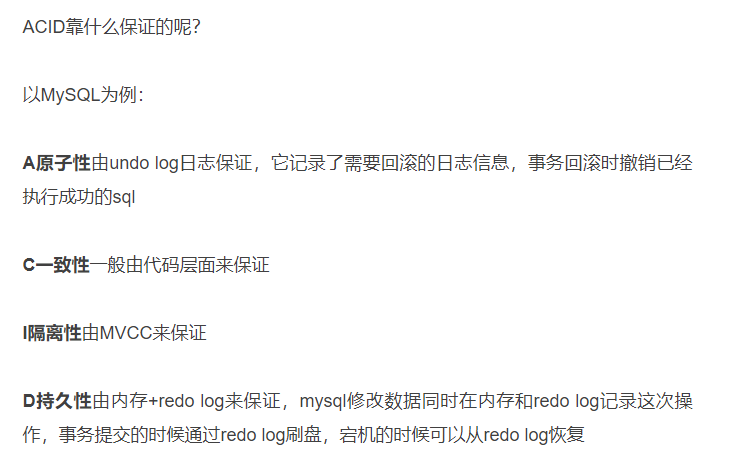 ACID靠什么保证的呢?
以MySQL为例：
A原子性由undo log日志保证，它记录了需要回滚的日志信息，事务回滚时撤销已经
执行成功的sql
C一致性一般由代码层面来保证
I隔离性由MVCC来保证
D持久性由内存+redo log来保证，mysql修改数据同时在内存和redo log记录这次操
作，事务提交的时候通过redo log刷盘，宕机的时候可以从redo log恢复